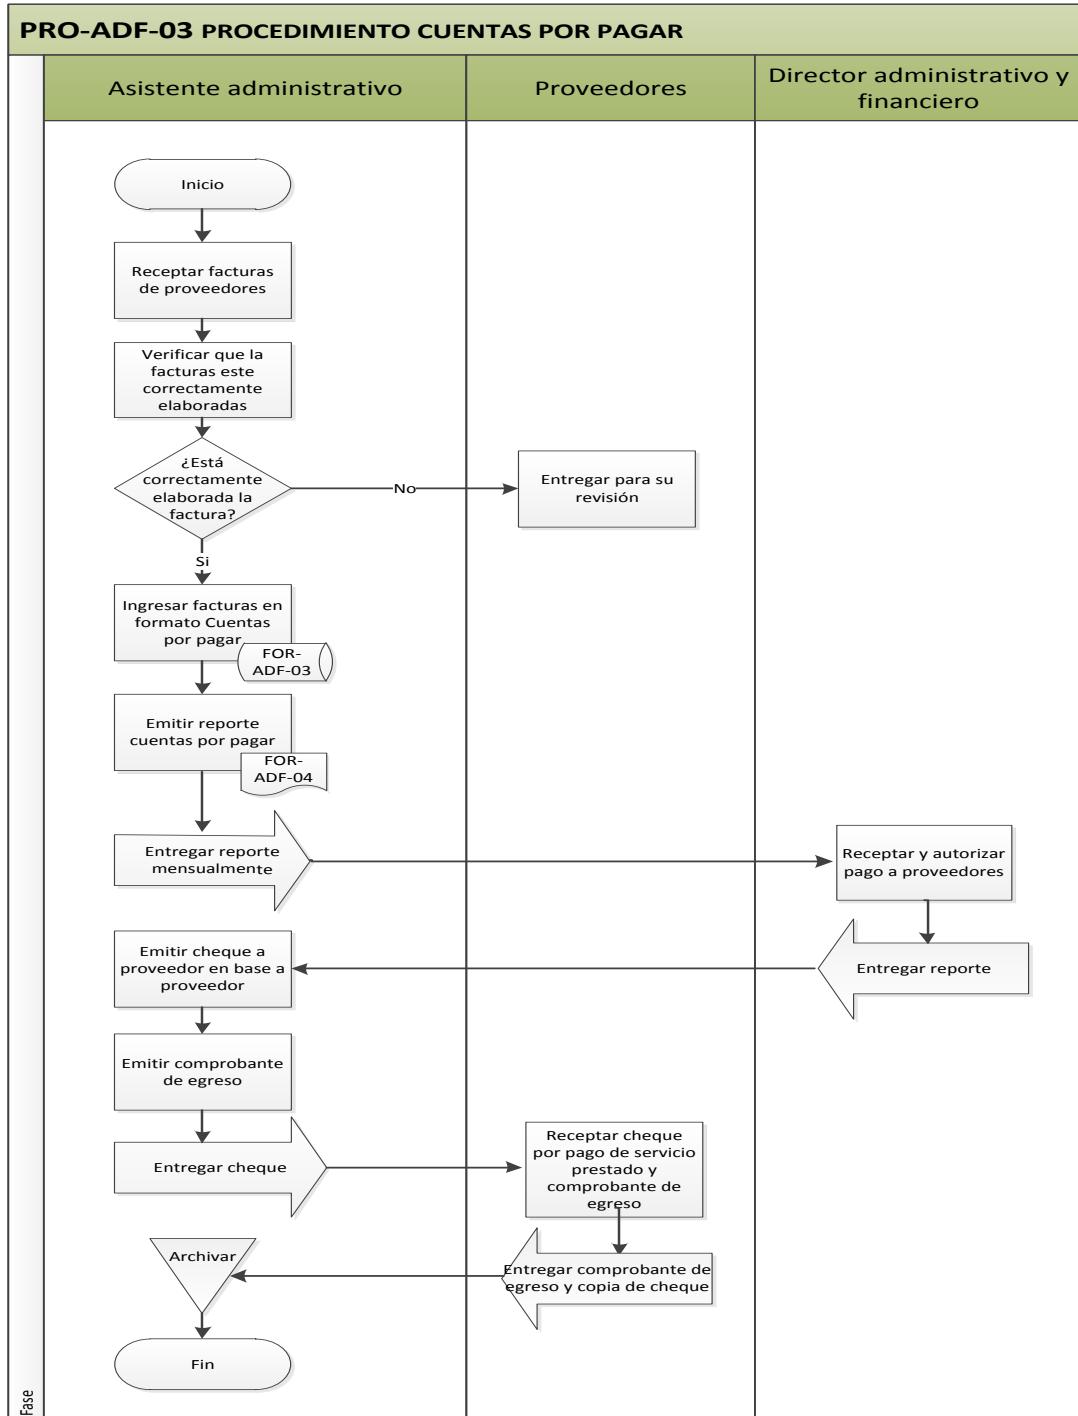 PRO-ADF-03 PROCEDIMIENTO CUENTAS POR PAGAR
Asistente administrativo
Proveedores
Director administrativo y
financiero
Inicio
Receptar facturas
de proveedores
Verificar que la
facturas este
correctamente
elaboradas
¿Está
correctamente
elaborada la
factura?
No
Entregar para su
revisión
Si
Ingresar facturas en
formato Cuentas
por pagar
FOR-
ADF-03
Emitir reporte
cuentas por pagar
FOR-
ADF-04
Entregar reporte
mensualmente
Receptar y autorizar
pago a proveedores
Entregar reporte
Emitir cheque a
proveedor en base a
proveedor
Emitir comprobante
de egreso
Entregar cheque
Receptar cheque
por pago de servicio
prestado y
comprobante de
egreso
Entregar comprobante de
egreso y copia de cheque
Archivar
Fin
Fase